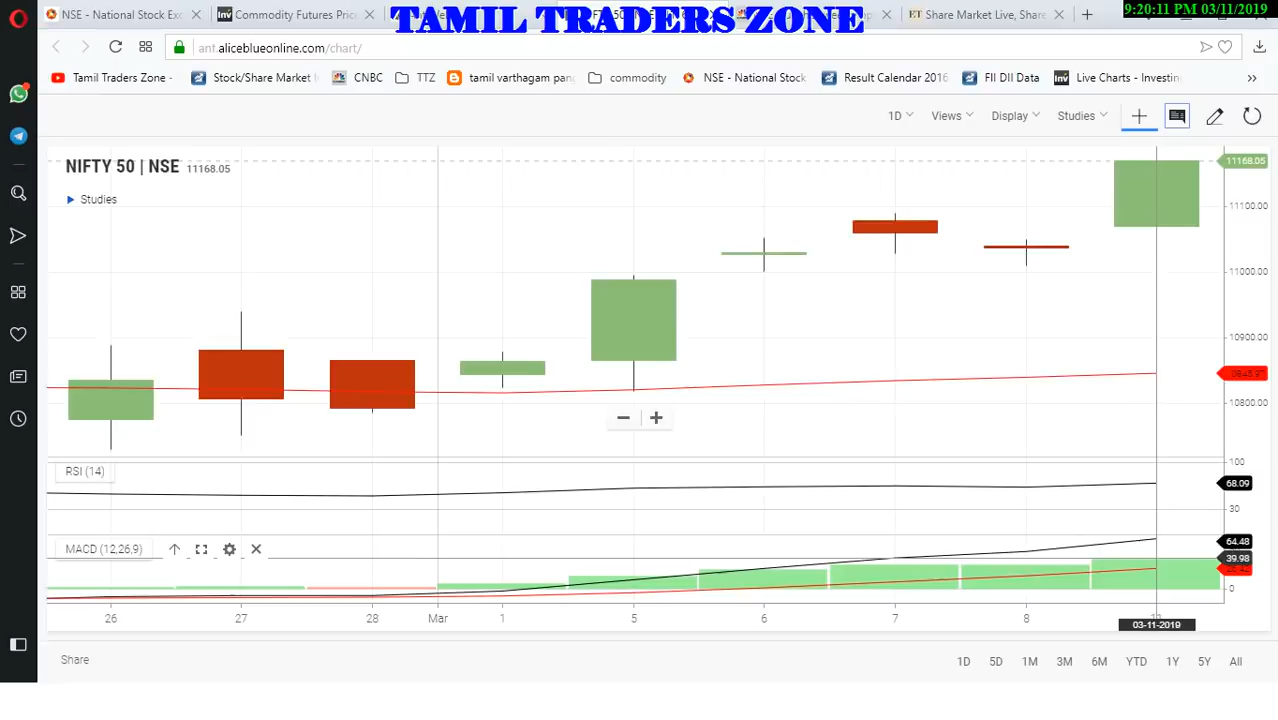 TAMIL TRADERS ZONE
9:20:11 PM 03/11/2019
NSE - National Stock Exc
Commodity Futures Pric
Share Market Live, Share
ant.aliceblueonline.com/chart/
Tamil Traders Zone -
Stock/Share Market I
CNBC
TTZ
tamil varthagam pan
commodity
NSE - National Stock
Result Calendar 2016
FII DII Data
Live Charts - Investin
1D
Views
Display
Studies
NIFTY 50 | NSE 11168.05
Studies
11168.05
11100.00
11000.00
10900.00
10800.00
RSI (14)
100
68.09
30
MACD (12,26,9)
64.48
39.98
0
26
27
28
Mar
1
5
6
7
8
03-11-2019
Share
1D
5D
1M
3M
6M
YTD
1Y
5Y
All